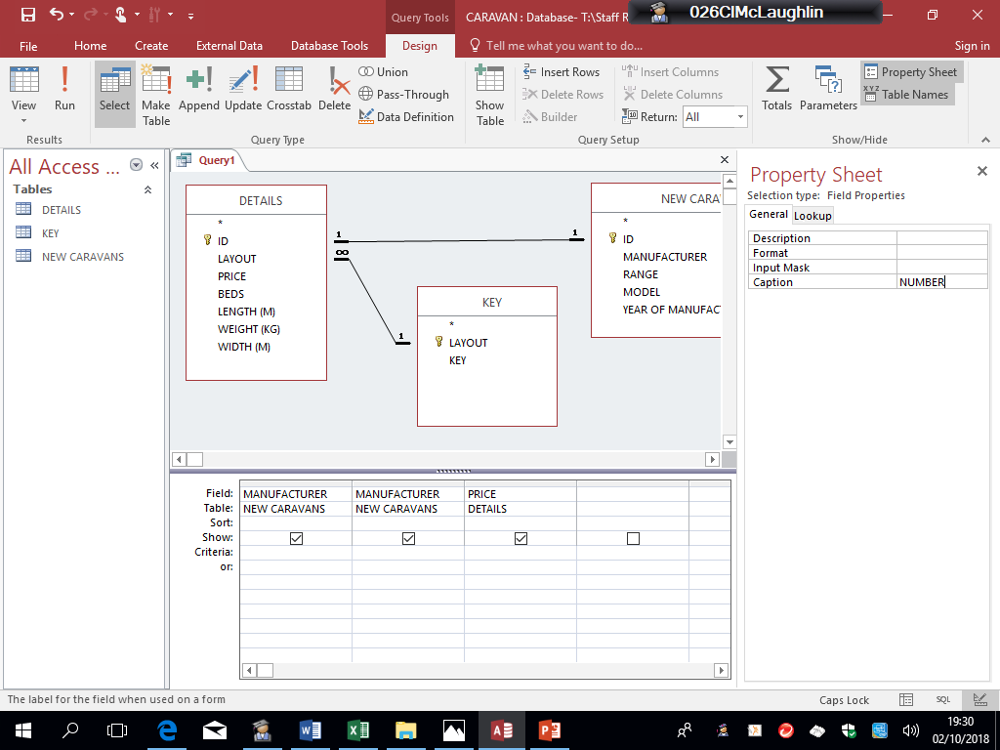 Query Tools
CARAVAN : Database- T:\Staff R
026ClMcLaughlin
File
Home
Create
External Data
Database Tools
Design
Tell me what you want to do...
Sign in
View
Run
Select
Make Table
Append
Update
Crosstab
Delete
Union
Pass-Through
Data Definition
Show Table
Insert Rows
Delete Rows
Builder
Insert Columns
Delete Columns
Return: All
Totals
Parameters
Property Sheet
XYZ
Table Names
Results
Query Type
Query Setup
Show/Hide
All Access ...
Tables
DETAILS
KEY
NEW CARAVANS
Query1
DETAILS
*
ID
LAYOUT
PRICE
BEDS
LENGTH (M)
WEIGHT (KG)
WIDTH (M)
1
∞
1
1
KEY
*
LAYOUT
KEY
NEW CARA
*
ID
MANUFACTURER
RANGE
MODEL
YEAR OF MANUFAC
Field: MANUFACTURER MANUFACTURER PRICE
Table: NEW CARAVANS NEW CARAVANS DETAILS
Sort:
Show:
Criteria:
or:
Property Sheet
Selection type: Field Properties
General Lookup
Description
Format
Input Mask
Caption NUMBER
The label for the field when used on a form
Caps Lock
SQL
19:30
02/10/2018